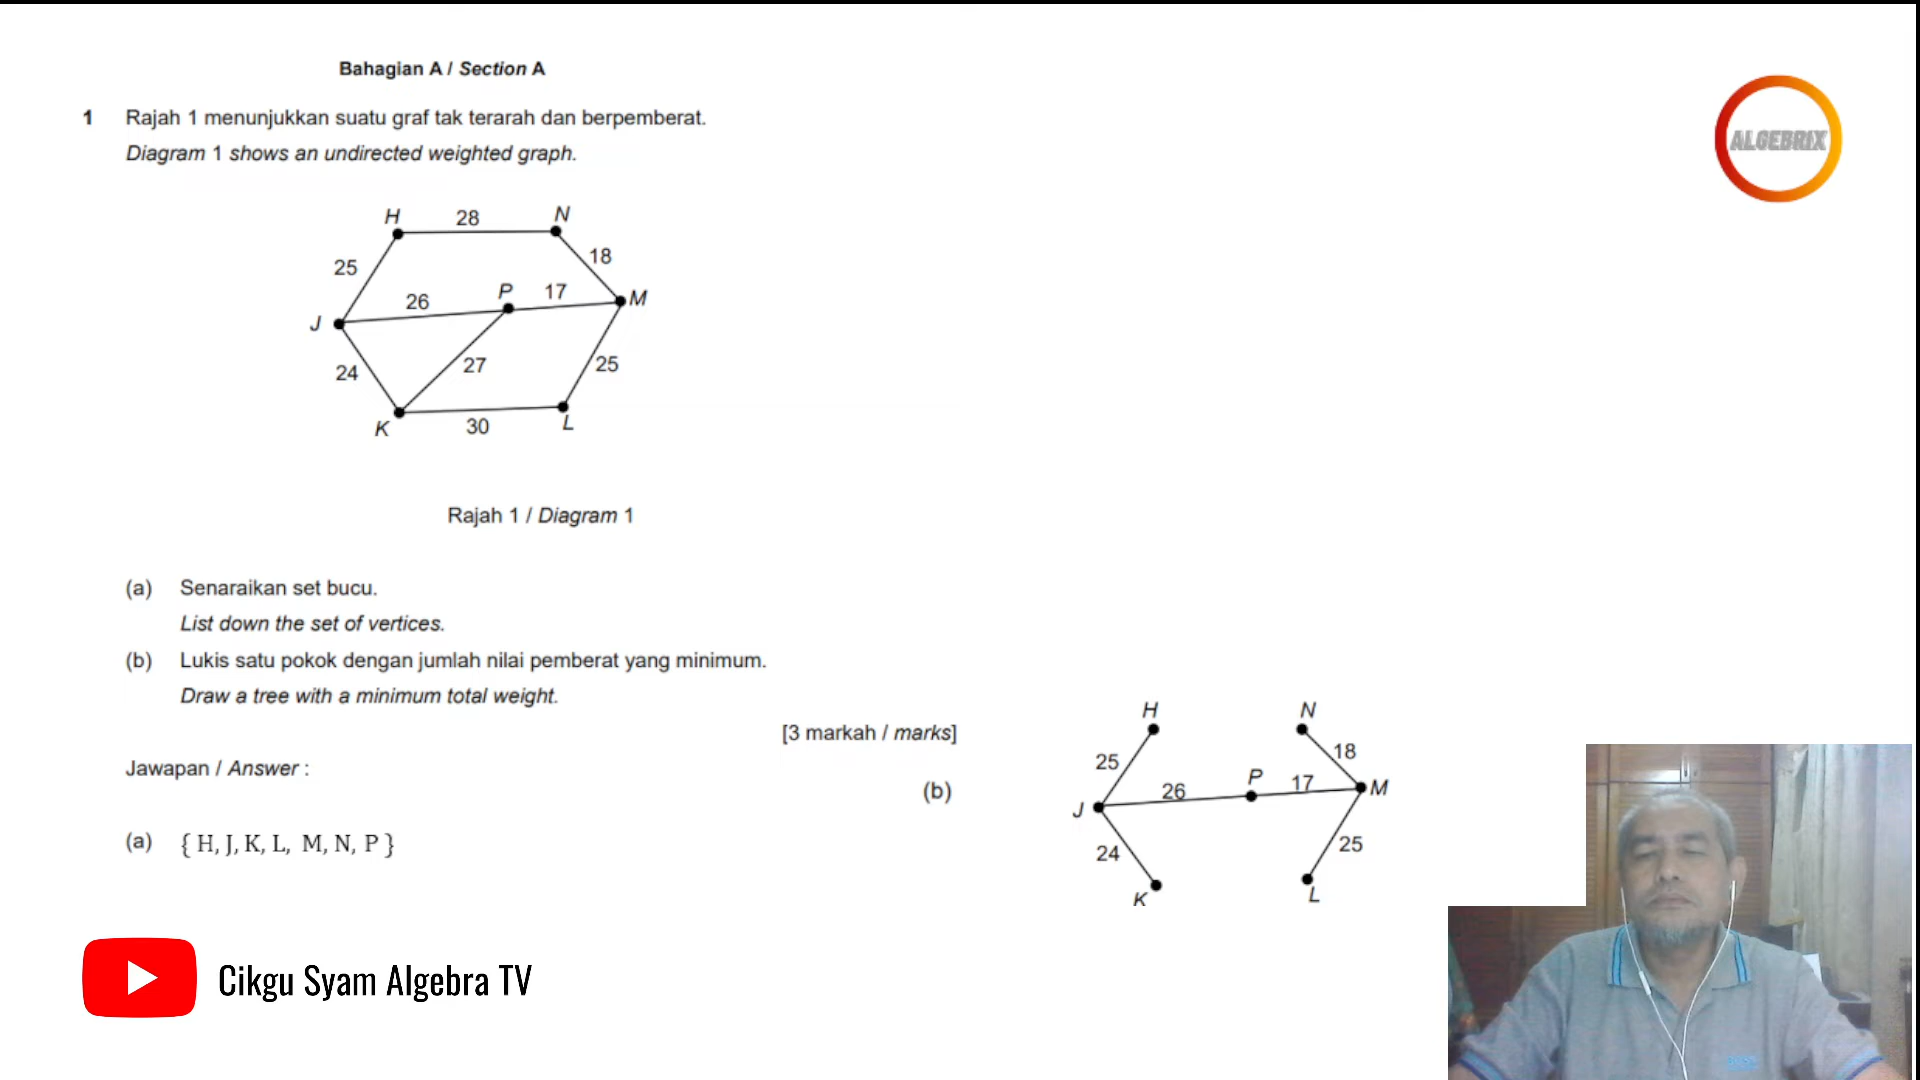 Bahagian A / Section A
1 Rajah 1 menunjukkan suatu graf tak terarah dan berpemberat.
Diagram 1 shows an undirected weighted graph.
ALGEBRIX
H 28 N
25 18
26 P 17 M
J
24 27 25
K 30 L
Rajah 1 / Diagram 1
(a) Senaraikan set bucu.
List down the set of vertices.
(b) Lukis satu pokok dengan jumlah nilai pemberat yang minimum.
Draw a tree with a minimum total weight.
[3 markah / marks]
Jawapan / Answer :
(a) { H, J, K, L, M, N, P }
(b)
H N
25 18
26 P 17 M
J
24 25
K L
Cikgu Syam Algebra TV